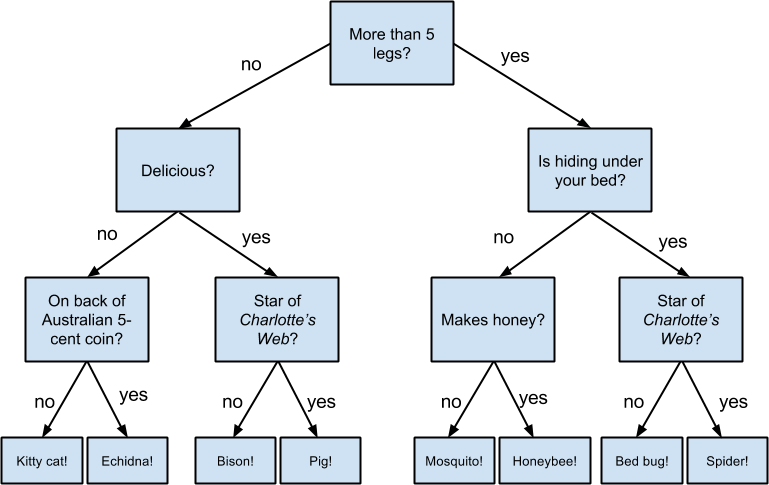 More than 5
legs?
no
yes
Delicious?
Is hiding under
your bed?
no
yes
no
yes
On back of
Australian 5-
cent coin?
Star of
Charlotte's
Web?
Makes honey?
Star of
Charlotte's
Web?
no
yes
no
yes
no
yes
no
yes
Kitty cat!
Echidna!
Bison!
Pig!
Mosquito!
Honeybee!
Bed bug!
Spider!